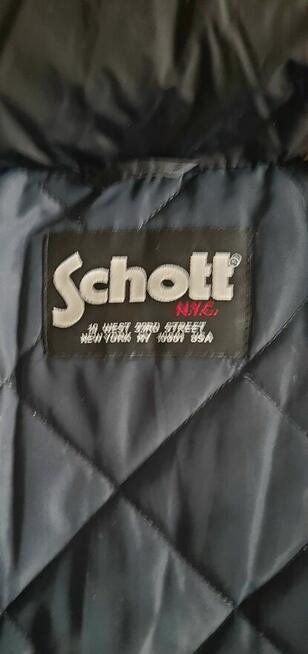 Schott®
N.Y.C.
10 WEST 33RD STREET
NEW YORK NY 10001 USA